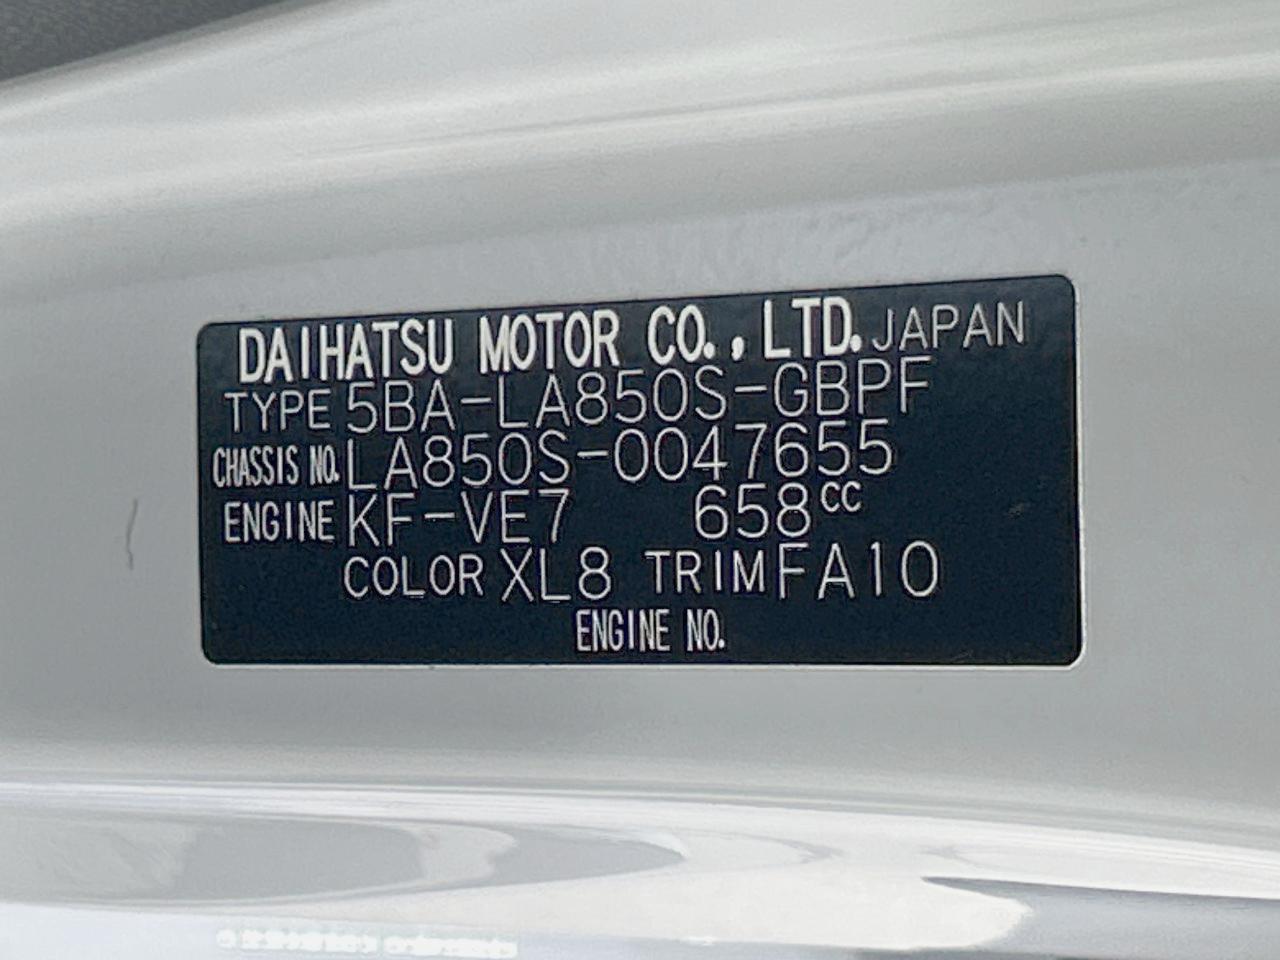 DAIHATSU MOTOR CO., LTD. JAPAN
TYPE 5BA-LA850S-GBPF
CHASSIS NO. LA850S-0047655
ENGINE KF-VE7 658cc
COLOR XL8 TRIM FA10
ENGINE NO.